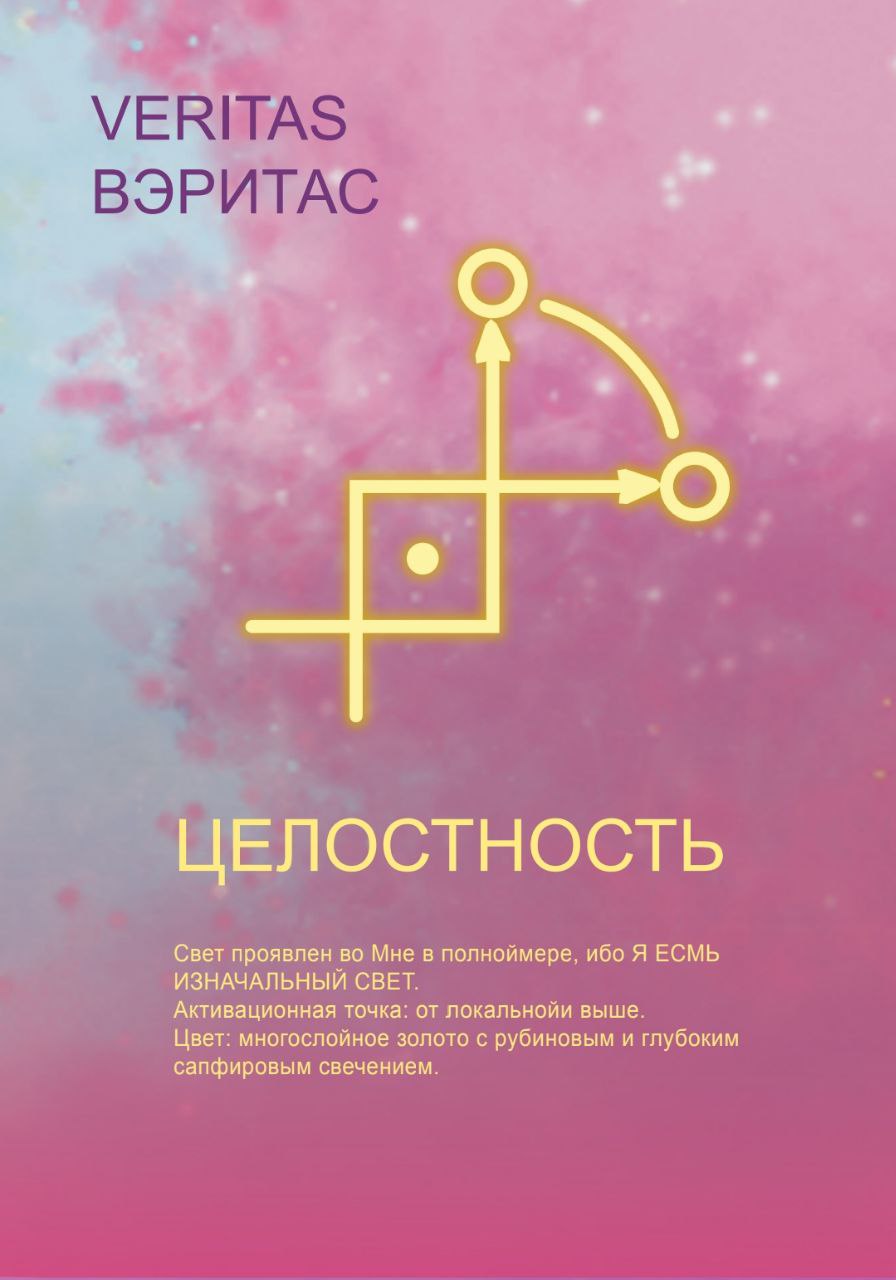 VERITAS
ВЭРИТАС
ЦЕЛОСТНОСТЬ
Свет проявлен во Мне в полноймере, ибо Я ЕСМЬ
ИЗНАЧАЛЬНЫЙ СВЕТ.
Активационная точка: от локальнойи выше.
Цвет: многослойное золото с рубиновым и глубоким
сапфировым свечением.